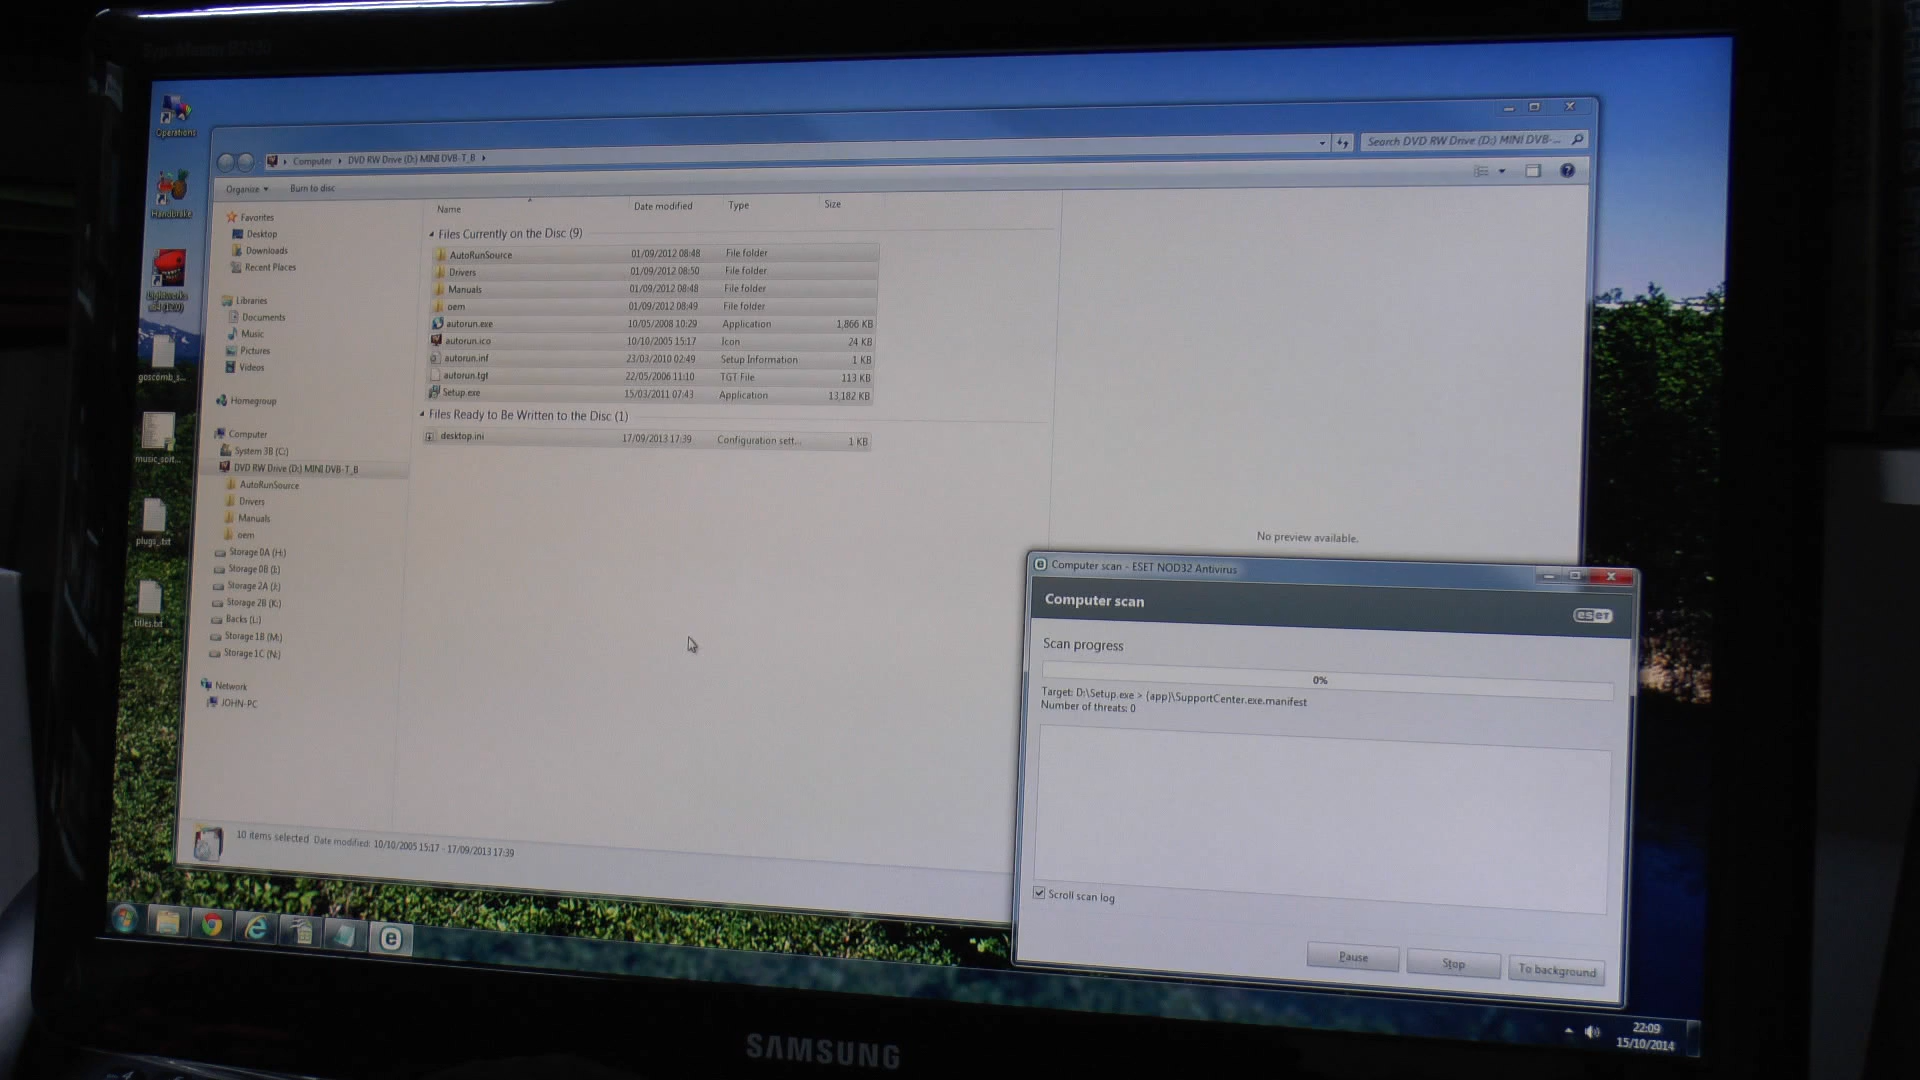 Operations
Handbrake
Lightworks
x64 (12.0)
goscomb_s...
music_sort...
plugs_.txt
titles.txt
Computer DVD RW Drive (D:) MINI DVB-T_B
Search DVD RW Drive (D:) MINI DVB-...
Organise Burn to disc
Favorites
Desktop
Downloads
Recent Places
Libraries
Documents
Music
Pictures
Videos
Homegroup
Computer
System 3B (C:)
DVD RW Drive (D:) MINI DVB-T_B
AutoRunSource
Drivers
Manuals
oem
Storage 0A (H:)
Storage 0B (I:)
Storage 2A (J:)
Storage 2B (K:)
Backs (L:)
Storage 1B (M:)
Storage 1C (N:)
Network
JOHN-PC
Name Date modified Type Size
Files Currently on the Disc (9)
AutoRunSource 01/09/2012 08:48 File folder
Drivers 01/09/2012 08:50 File folder
Manuals 01/09/2012 08:48 File folder
oem 01/09/2012 08:49 File folder
autorun.exe 10/05/2008 10:29 Application 1,866 KB
autorun.ico 10/10/2005 15:17 Icon 24 KB
autorun.inf 23/03/2010 02:49 Setup Information 1 KB
autorun.tgt 22/05/2006 11:10 TGT File 113 KB
Setup.exe 15/03/2011 07:43 Application 13,182 KB
Files Ready to Be Written to the Disc (1)
desktop.ini 17/09/2013 17:39 Configuration sett... 1 KB
No preview available.
10 items selected Date modified: 10/10/2005 15:17 - 17/09/2013 17:39
Computer scan - ESET NOD32 Antivirus
Computer scan
eset
Scan progress
0%
Target: D:\Setup.exe > {app}\SupportCenter.exe.manifest
Number of threats: 0
Scroll scan log
Pause Stop To background
22:09
15/10/2014
SAMSUNG